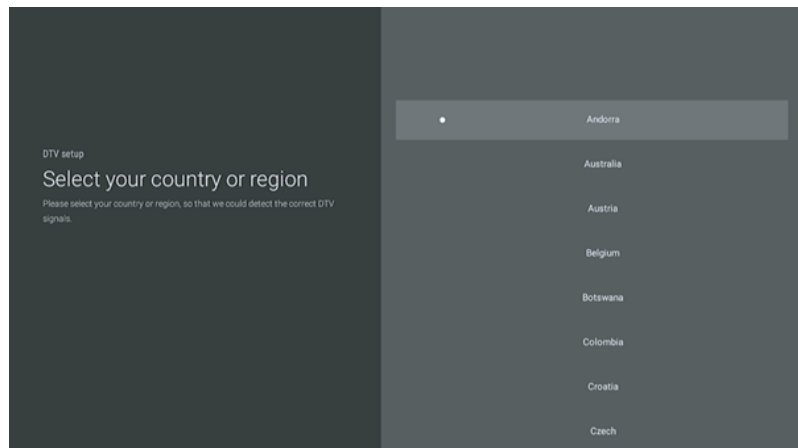 DTV setup
Select your country or region
Please select your country or region, so that we could detect the correct DTV
signals.
Andorra
Australia
Austria
Belgium
Botswana
Colombia
Croatia
Czech